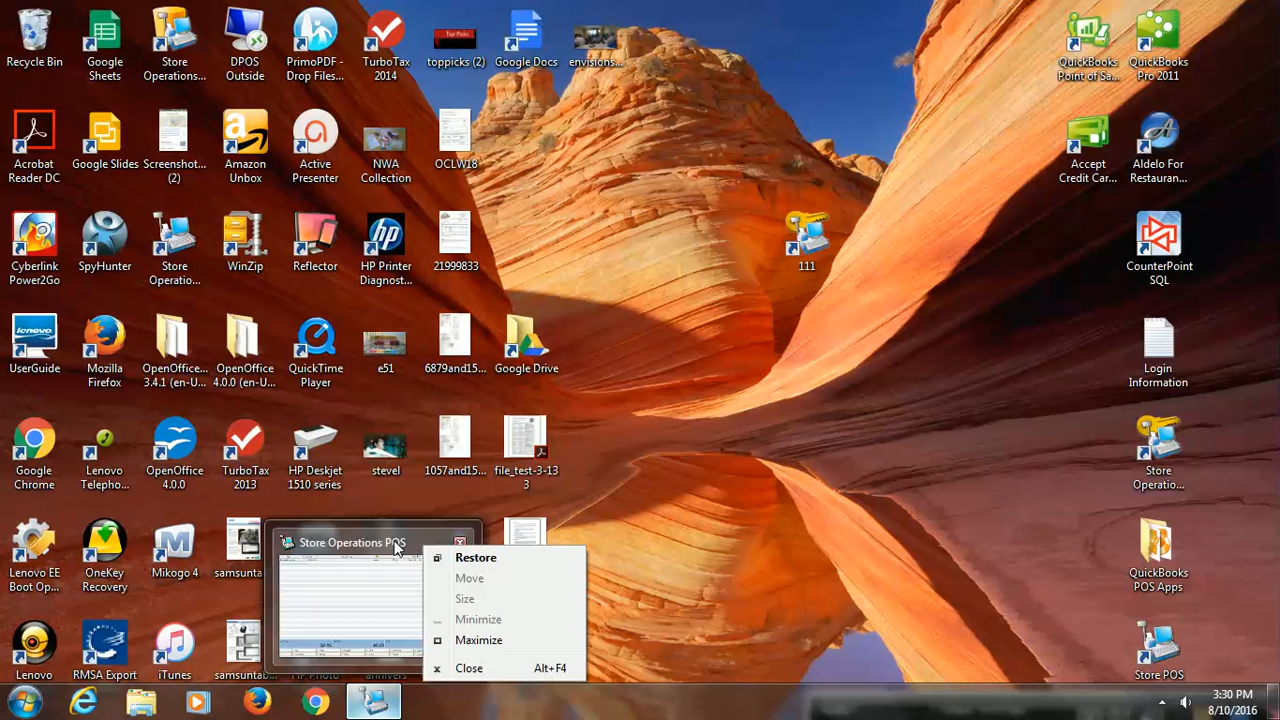 Recycle Bin
Google
Sheets
Store
Operations...
DPOS
Outside
PrimoPDF -
Drop Files...
TurboTax
2014
Top Picks
toppicks (2)
Google Docs
envisions...
QuickBooks
Point of Sa...
QuickBooks
Pro 2011
Acrobat
Reader DC
Google Slides
Screenshot...
(2)
Amazon
Unbox
Active
Presenter
NWA
Collection
OCLW18
Accept
Credit Car...
Aldelo For
Restauran...
Cyberlink
Power2Go
SpyHunter
Store
Operatio...
WinZip
Reflector
HP Printer
Diagnost...
21999833
111
CounterPoint
SQL
lenovo
UserGuide
Mozilla
Firefox
OpenOffice...
3.4.1 (en-U...
OpenOffice
4.0.0 (en-U...
QuickTime
Player
e51
6879and15...
Google Drive
Login
Information
Google
Chrome
Lenovo
Telepho...
OpenOffice
4.0.0
TurboTax
2013
HP Deskjet
1510 series
stevel
1057and15...
file_test-3-13
3
Store
Operatio...
Lenovo EE
Boot Op...
OneKey
Recovery
Mikogo 4
samsuntab
Store Operations POS
Restore
Move
Size
Minimize
Maximize
Close Alt+F4
QuickBooks
POS Apps
Lenovo
RMSA Export
iTunes
samsuntab...
HP Photo
annivers
Store POS
3:30 PM
8/10/2016